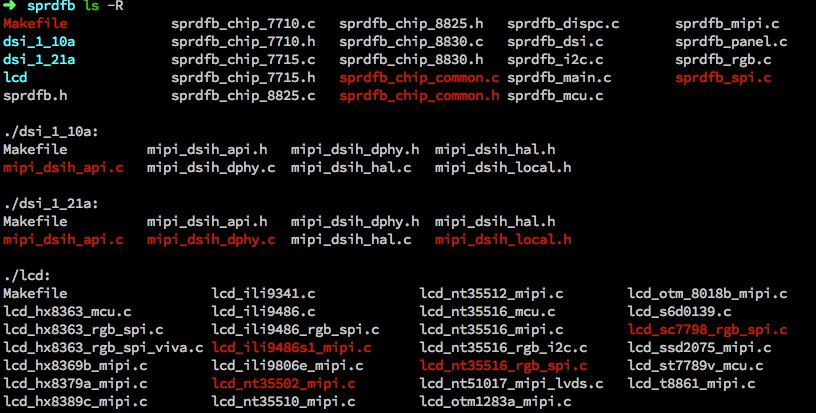 ➜ sprdfb ls -R
Makefile sprdfb_chip_7710.c sprdfb_chip_8825.h sprdfb_dispc.c sprdfb_mipi.c
dsi_1_10a sprdfb_chip_7710.h sprdfb_chip_8830.c sprdfb_dsi.c sprdfb_panel.c
dsi_1_21a sprdfb_chip_7715.c sprdfb_chip_8830.h sprdfb_i2c.c sprdfb_rgb.c
lcd sprdfb_chip_7715.h sprdfb_chip_common.c sprdfb_main.c sprdfb_spi.c
sprdfb.h sprdfb_chip_8825.c sprdfb_chip_common.h sprdfb_mcu.c
./dsi_1_10a:
Makefile mipi_dsih_api.h mipi_dsih_dphy.h mipi_dsih_hal.h
mipi_dsih_api.c mipi_dsih_dphy.c mipi_dsih_hal.c mipi_dsih_local.h
./dsi_1_21a:
Makefile mipi_dsih_api.h mipi_dsih_dphy.h mipi_dsih_hal.h
mipi_dsih_api.c mipi_dsih_dphy.c mipi_dsih_hal.c mipi_dsih_local.h
./lcd:
Makefile lcd_ili9341.c lcd_nt35512_mipi.c lcd_otm_8018b_mipi.c
lcd_hx8363_mcu.c lcd_ili9486.c lcd_nt35516_mcu.c lcd_s6d0139.c
lcd_hx8363_rgb_spi.c lcd_ili9486_rgb_spi.c lcd_nt35516_mipi.c lcd_sc7798_rgb_spi.c
lcd_hx8363_rgb_spi_viva.c lcd_ili9486s1_mipi.c lcd_nt35516_rgb_i2c.c lcd_ssd2075_mipi.c
lcd_hx8369b_mipi.c lcd_ili9806e_mipi.c lcd_nt35516_rgb_spi.c lcd_st7789v_mcu.c
lcd_hx8379a_mipi.c lcd_nt35502_mipi.c lcd_nt51017_mipi_lvds.c lcd_t8861_mipi.c
lcd_hx8389c_mipi.c lcd_nt35510_mipi.c lcd_otm1283a_mipi.c